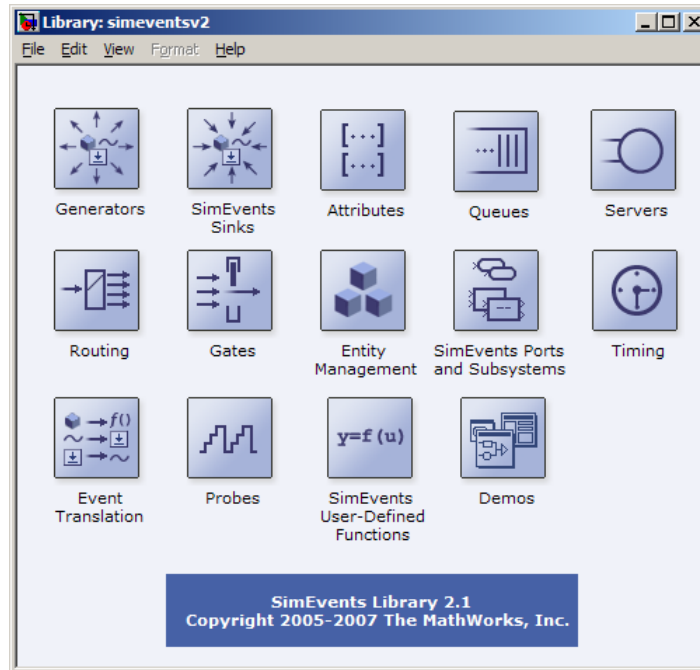 Library: simeventsv2
File Edit View Format Help
[...]
[...]
Generators
SimEvents
Sinks
Attributes
Queues
Servers
Routing
Gates
Entity
Management
SimEvents Ports
and Subsystems
Timing
f()
y=f(u)
Event
Translation
Probes
SimEvents
User-Defined
Functions
Demos
SimEvents Library 2.1
Copyright 2005-2007 The MathWorks, Inc.